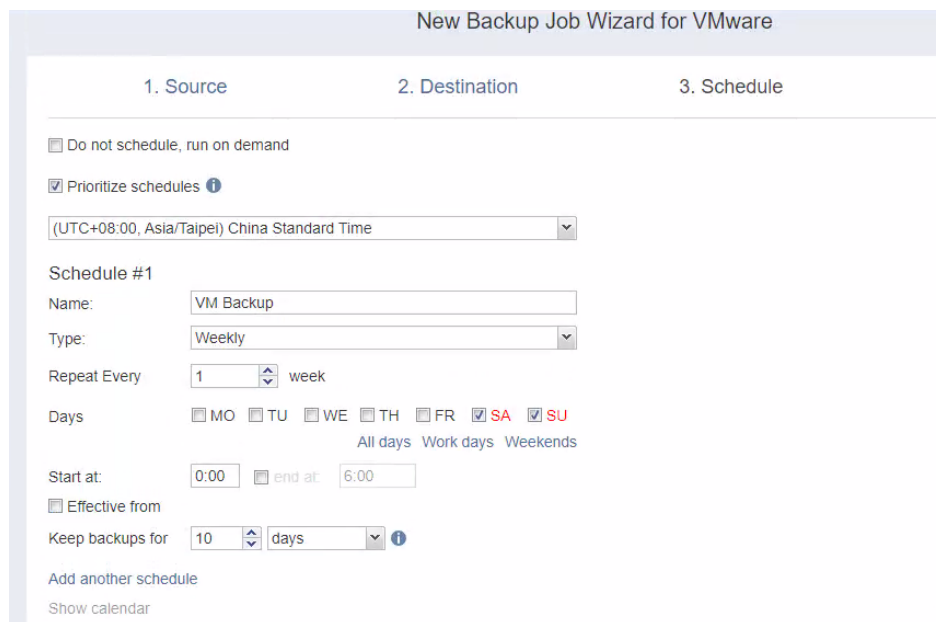 New Backup Job Wizard for VMware
1. Source 2. Destination 3. Schedule
Do not schedule, run on demand
Prioritize schedules i
(UTC+08:00, Asia/Taipei) China Standard Time
Schedule #1
Name: VM Backup
Type: Weekly
Repeat Every 1 week
Days MO TU WE TH FR SA SU
All days Work days Weekends
Start at: 0:00 end at: 6:00
Effective from
Keep backups for 10 days i
Add another schedule
Show calendar